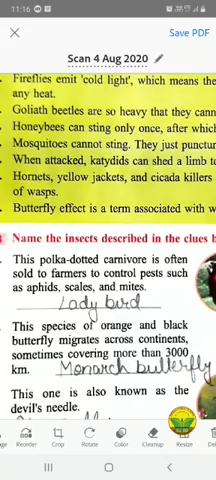 11:16
Save PDF
Scan 4 Aug 2020
Fireflies emit 'cold light', which means the
any heat.
Goliath beetles are so heavy that they cann
Honeybees can sting only once, after which
Mosquitoes cannot sting. They just punctur
When attacked, katydids can shed a limb to
Hornets, yellow jackets, and cicada killers
of wasps.
Butterfly effect is a term associated with w
Name the insects described in the clues b
This polka-dotted carnivore is often
sold to farmers to control pests such
as aphids, scales, and mites.
Lady bird
This species of orange and black
butterfly migrates across continents,
sometimes covering more than 3000
km. Monarch butterfly
This one is also known as the
devil's needle.
Reorder Crop Rotate Color Cleanup Resize